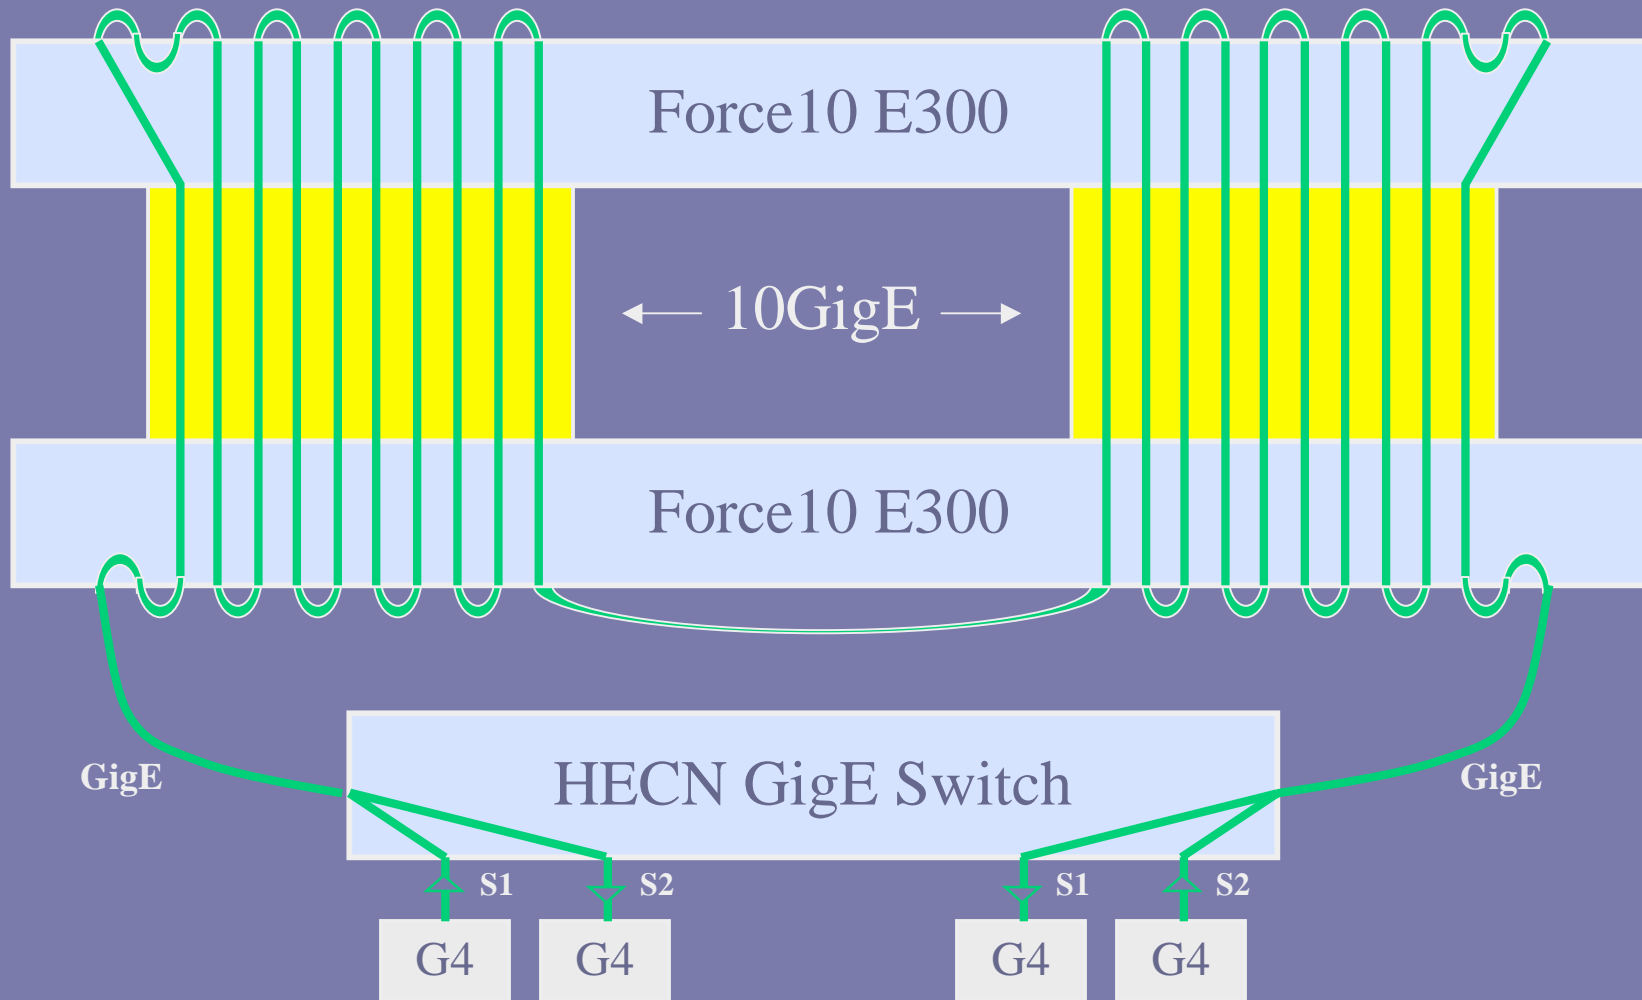 Force10 E300
10GigE
Force10 E300
HECN GigE Switch
GigE
GigE
S1
S2
S1
S2
G4
G4
G4
G4